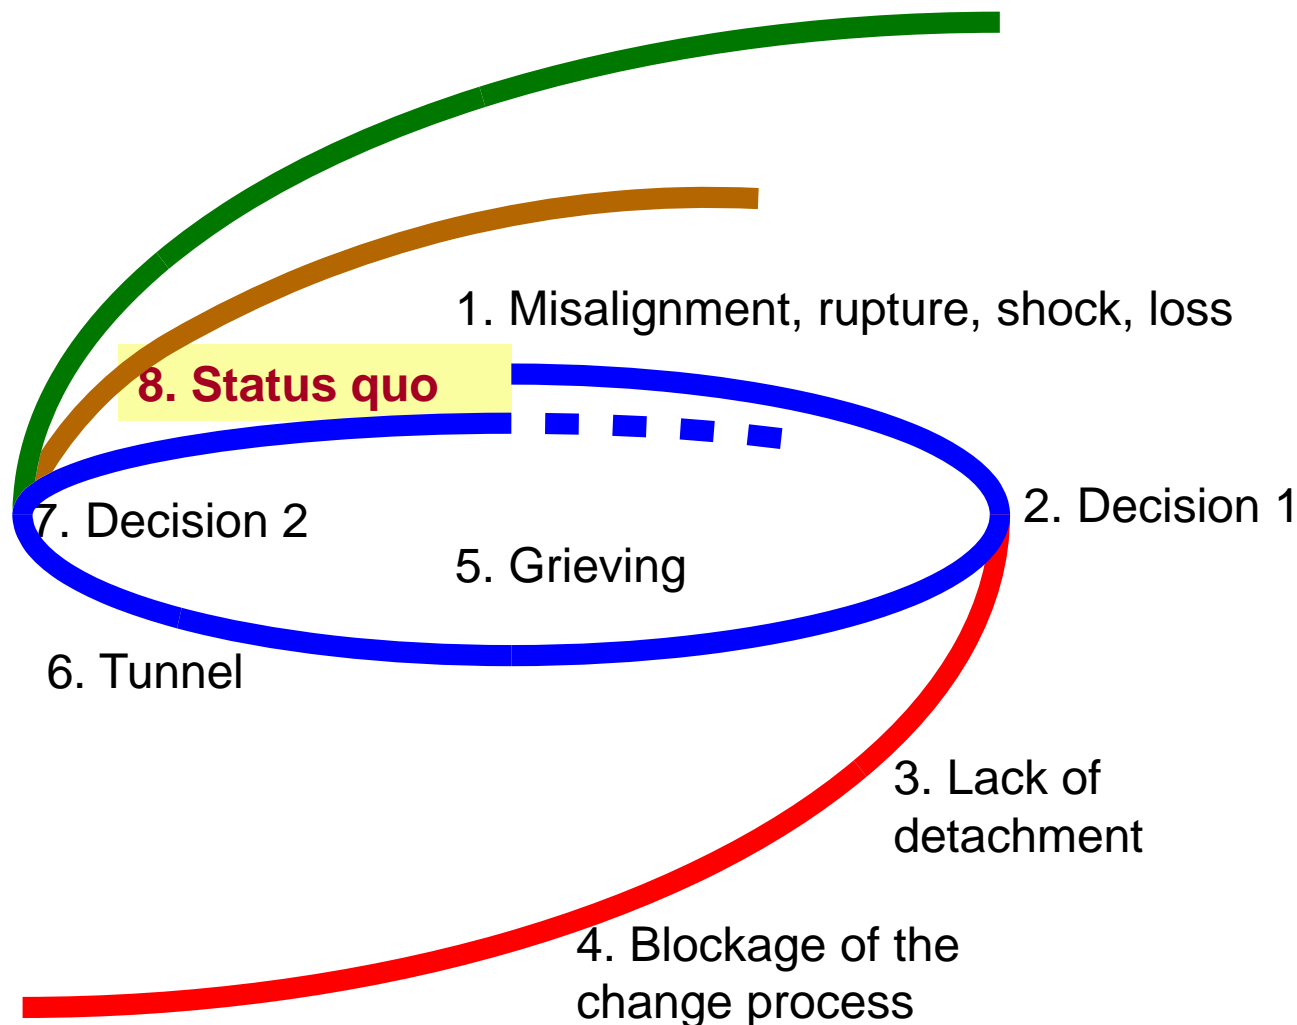 1. Misalignment, rupture, shock, loss
8. Status quo
2. Decision 1
7. Decision 2
5. Grieving
6. Tunnel
3. Lack of
detachment
4. Blockage of the
change process